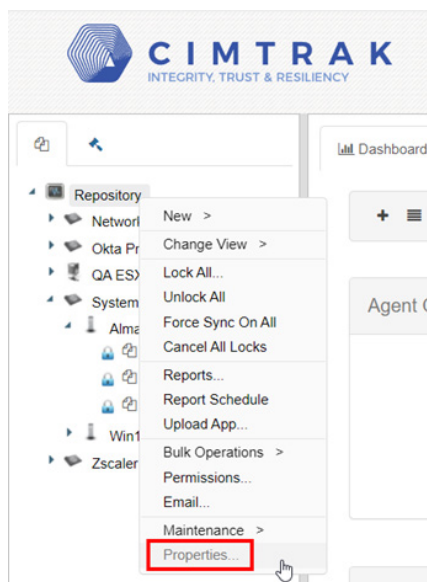 CIMTRAK
INTEGRITY, TRUST & RESILIENCY
Dashboard
Repository
Network
Okta Pr
QA ESX
System
Alma
Win1
Zscaler
New >
Change View >
Lock All...
Unlock All
Force Sync On All
Cancel All Locks
Reports...
Report Schedule
Upload App...
Bulk Operations >
Permissions...
Email...
Maintenance >
Properties...
Agent